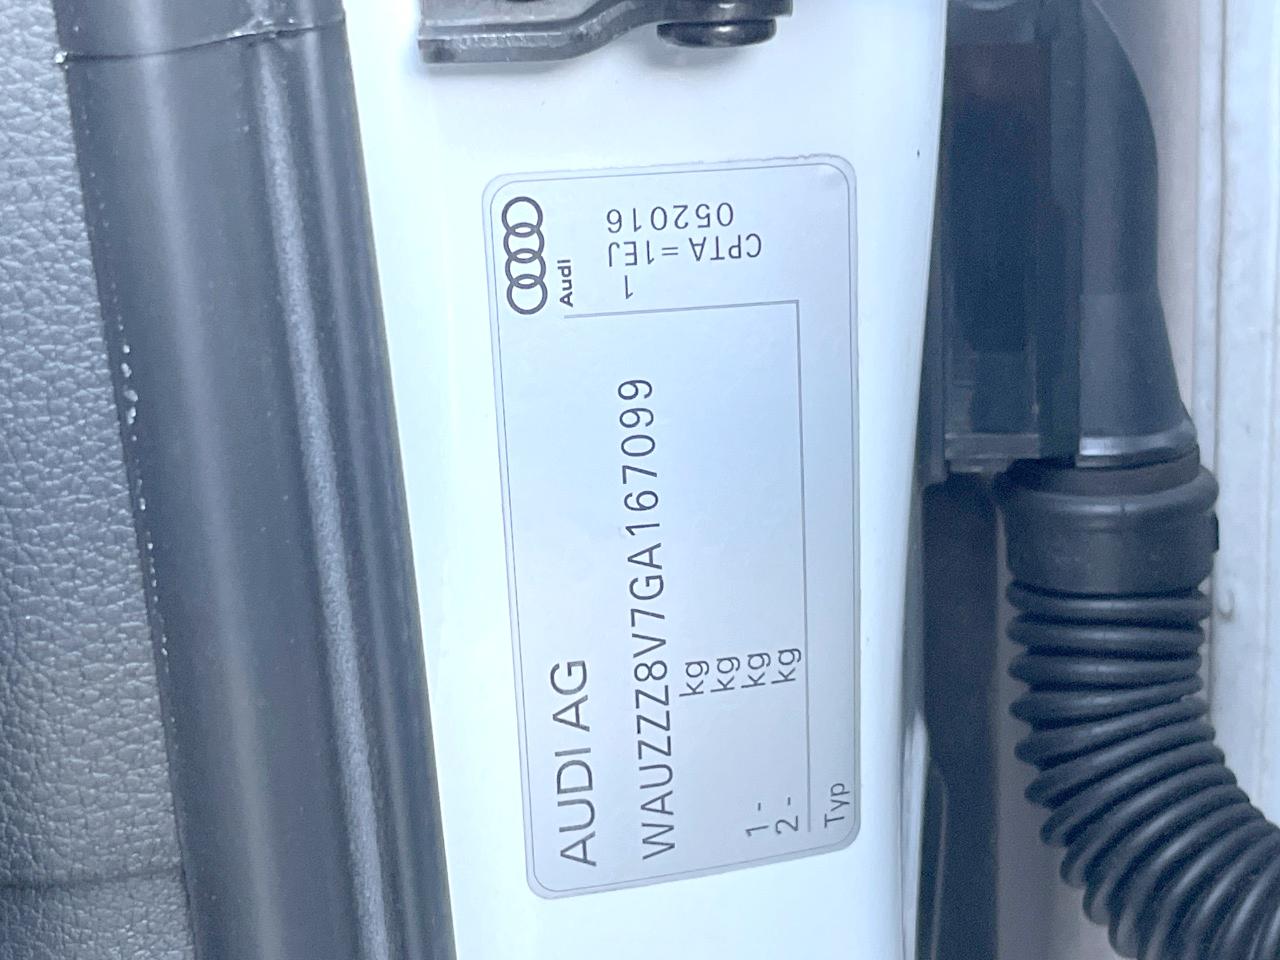 AUDI AG
Audi
WAUZZZ8V7GA167099
kg
kg
1 - kg
2 - kg
Typ
1
CPTA =1EJ
052016